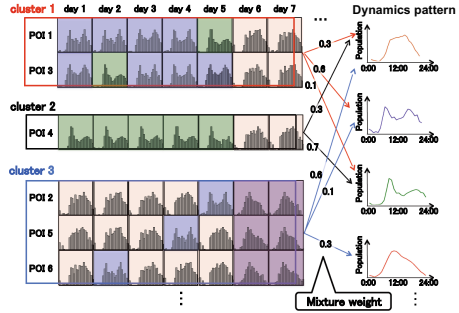 cluster 1 day 1 day 2 day 3 day 4 day 5 day 6 day 7 ... Dynamics pattern
POI 1
POI 3
0.3
0.6
0.1
Population
0:00 12:00 24:00
cluster 2
POI 4
0.3
0.7
Population
0:00 12:00 24:00
cluster 3
POI 2
POI 5
POI 6
0.6
0.1
0.3
Population
0:00 12:00 24:00
Population
0:00 12:00 24:00
Mixture weight